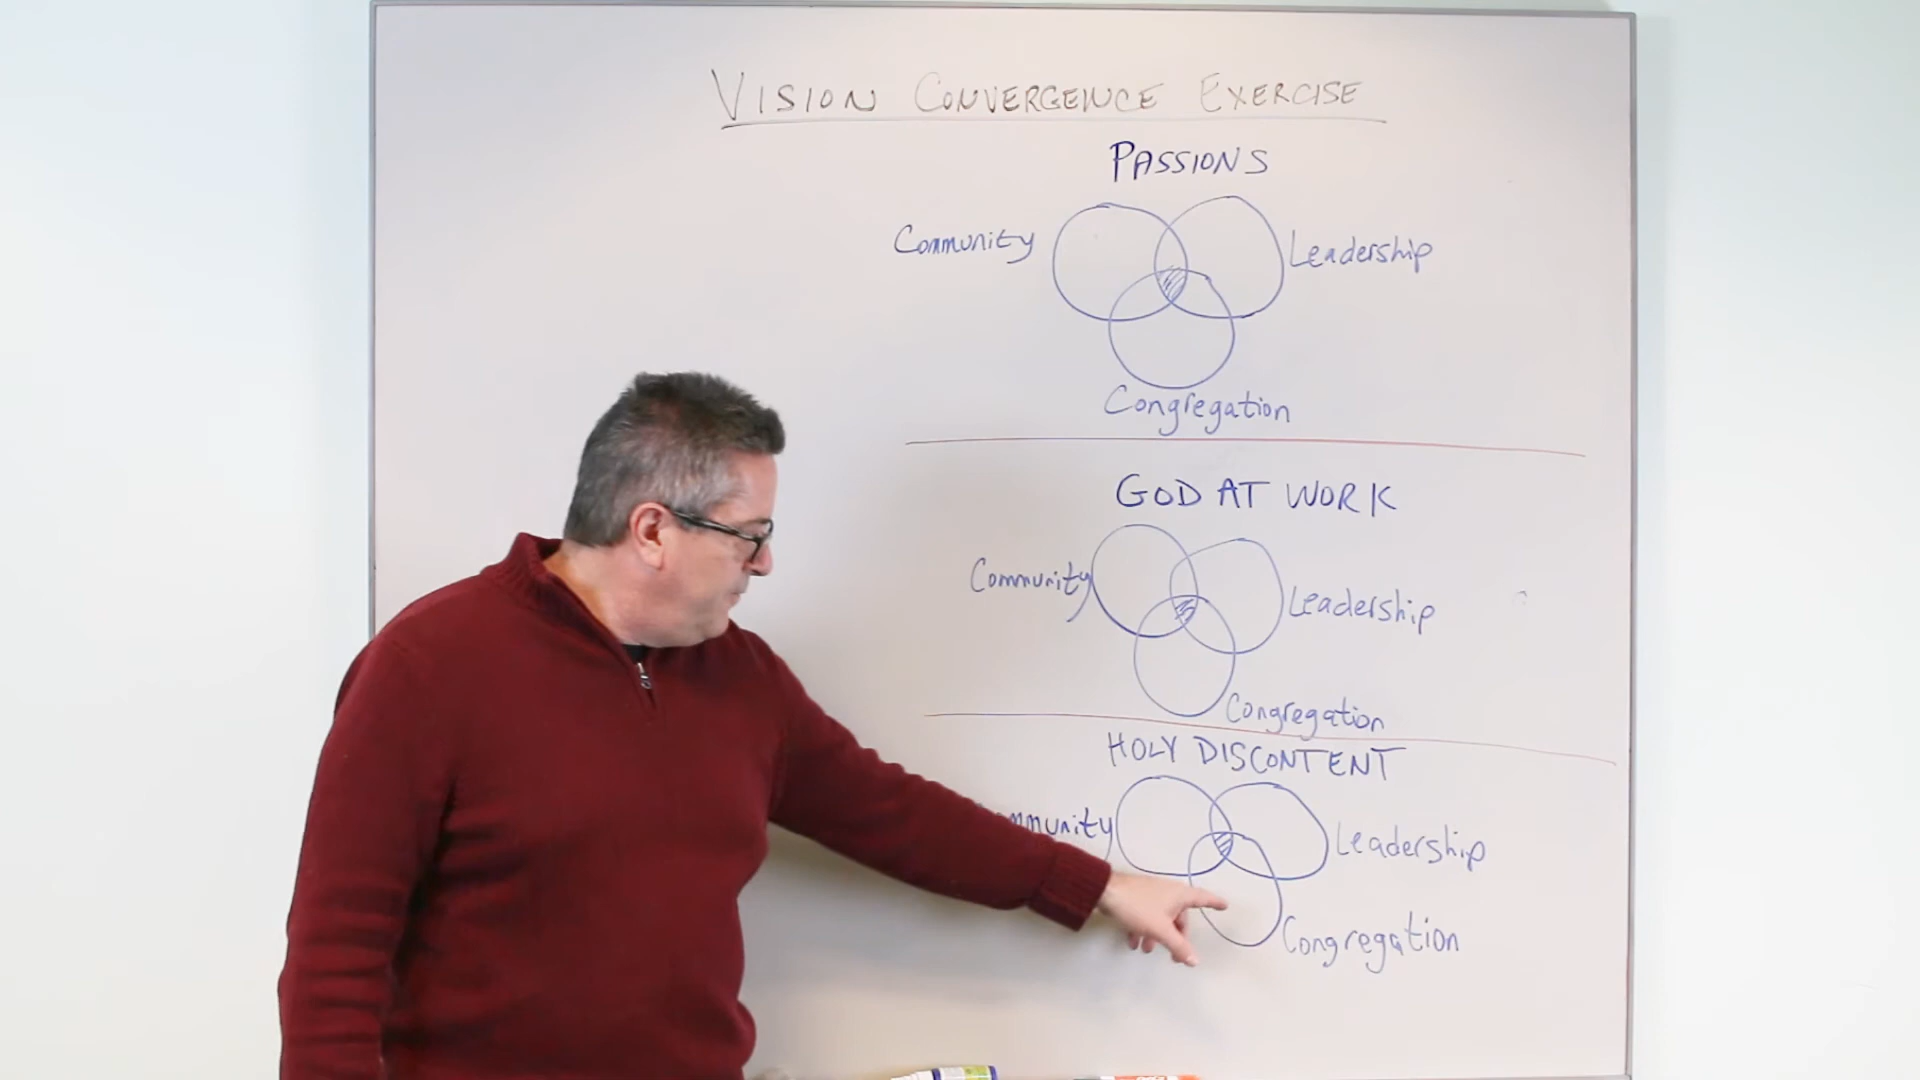 VISION CONVERGENCE EXERCISE
PASSIONS
Community
Leadership
Congregation
GOD AT WORK
Community
Leadership
Congregation
HOLY DISCONTENT
mmunity
Leadership
Congregation